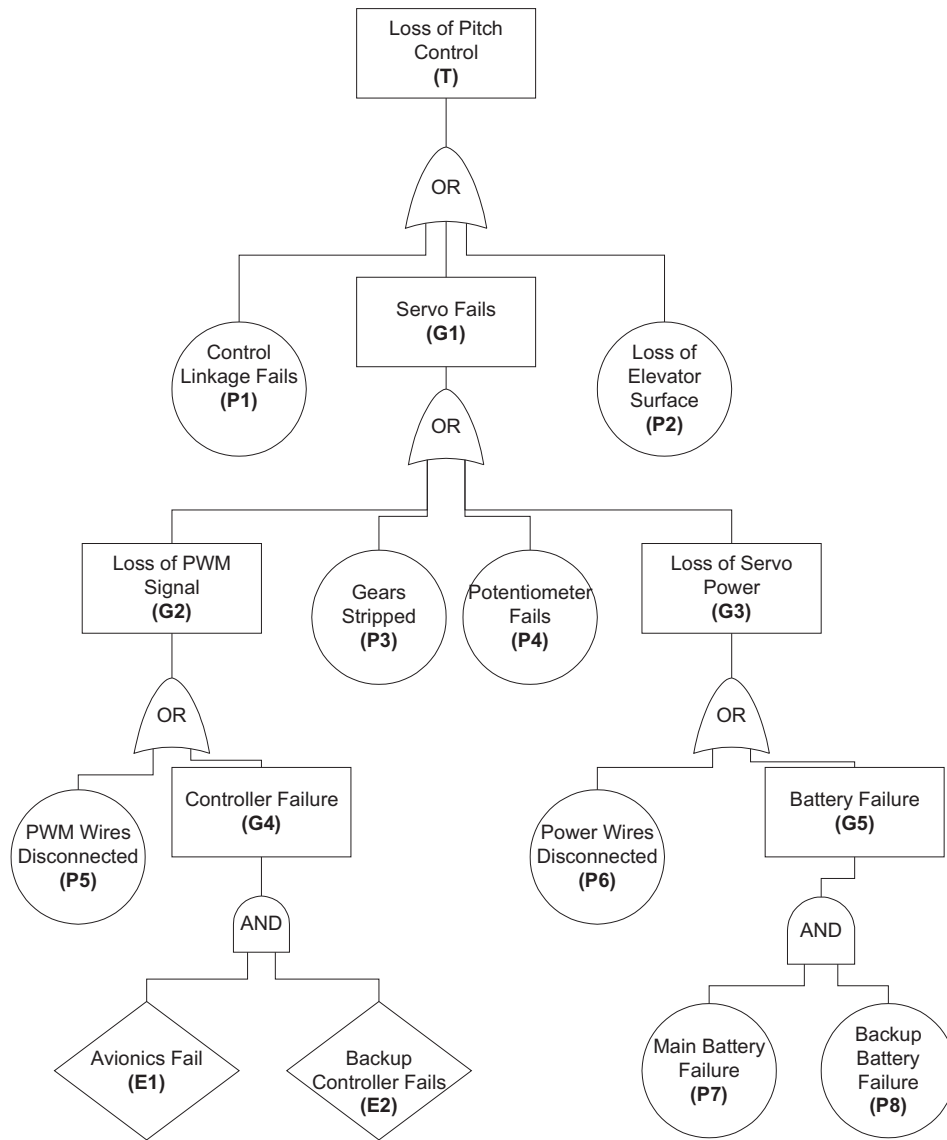 Loss of Pitch
Control
(T)
OR
Servo Fails
(G1)
Control
Linkage Fails
(P1)
Loss of
Elevator
Surface
(P2)
OR
Loss of PWM
Signal
(G2)
Gears
Stripped
(P3)
Potentiometer
Fails
(P4)
Loss of Servo
Power
(G3)
OR
OR
PWM Wires
Disconnected
(P5)
Controller Failure
(G4)
Power Wires
Disconnected
(P6)
Battery Failure
(G5)
AND
AND
Avionics Fail
(E1)
Backup
Controller Fails
(E2)
Main Battery
Failure
(P7)
Backup
Battery
Failure
(P8)